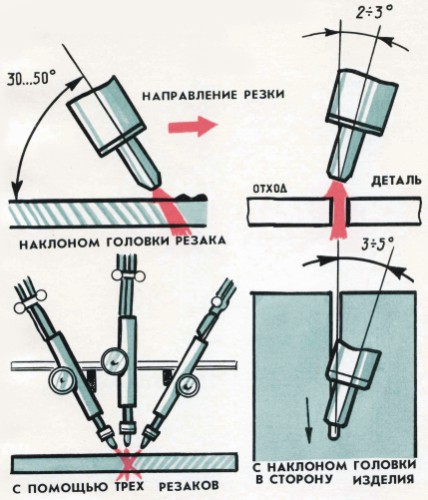 2÷3°
30...50°
НАПРАВЛЕНИЕ РЕЗКИ
ОТХОД
ДЕТАЛЬ
НАКЛОНОМ ГОЛОВКИ РЕЗАКА
3÷5°
С ПОМОЩЬЮ ТРЕХ РЕЗАКОВ
С НАКЛОНОМ ГОЛОВКИ
В СТОРОНУ ИЗДЕЛИЯ